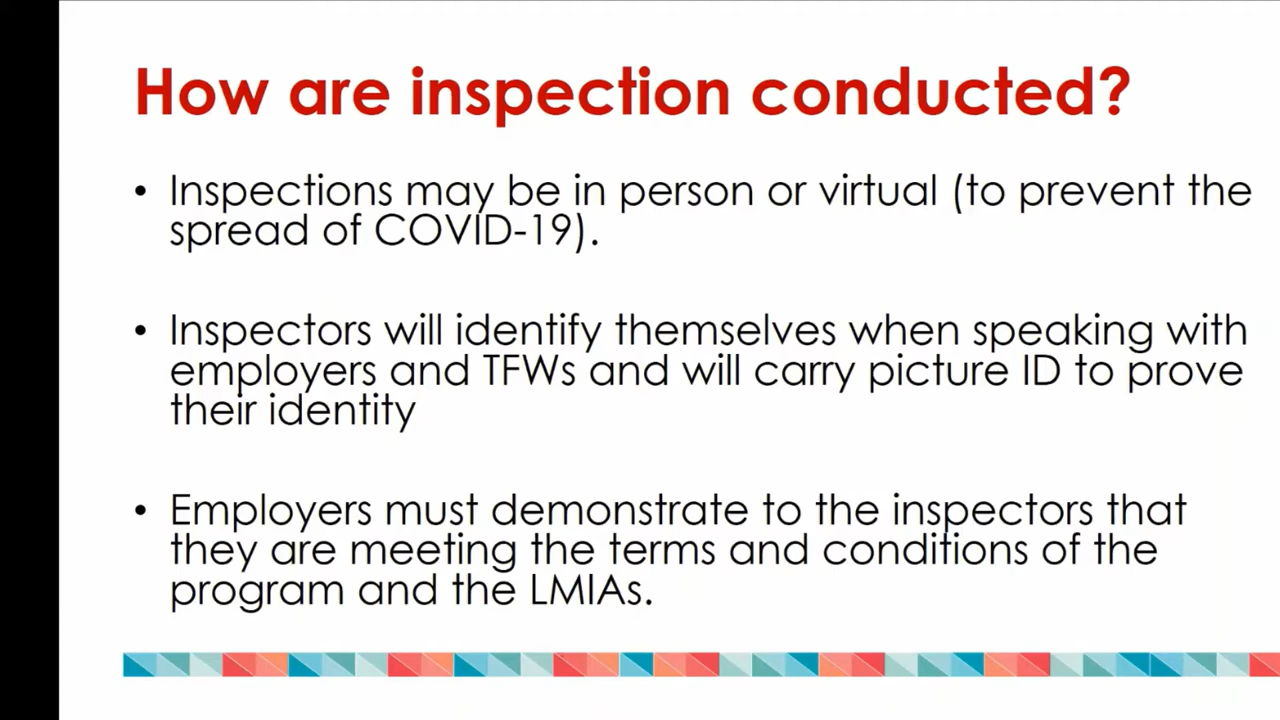 How are inspection conducted?
• Inspections may be in person or virtual (to prevent the
spread of COVID-19).
• Inspectors will identify themselves when speaking with
employers and TFWs and will carry picture ID to prove
their identity
• Employers must demonstrate to the inspectors that
they are meeting the terms and conditions of the
program and the LMIAs.